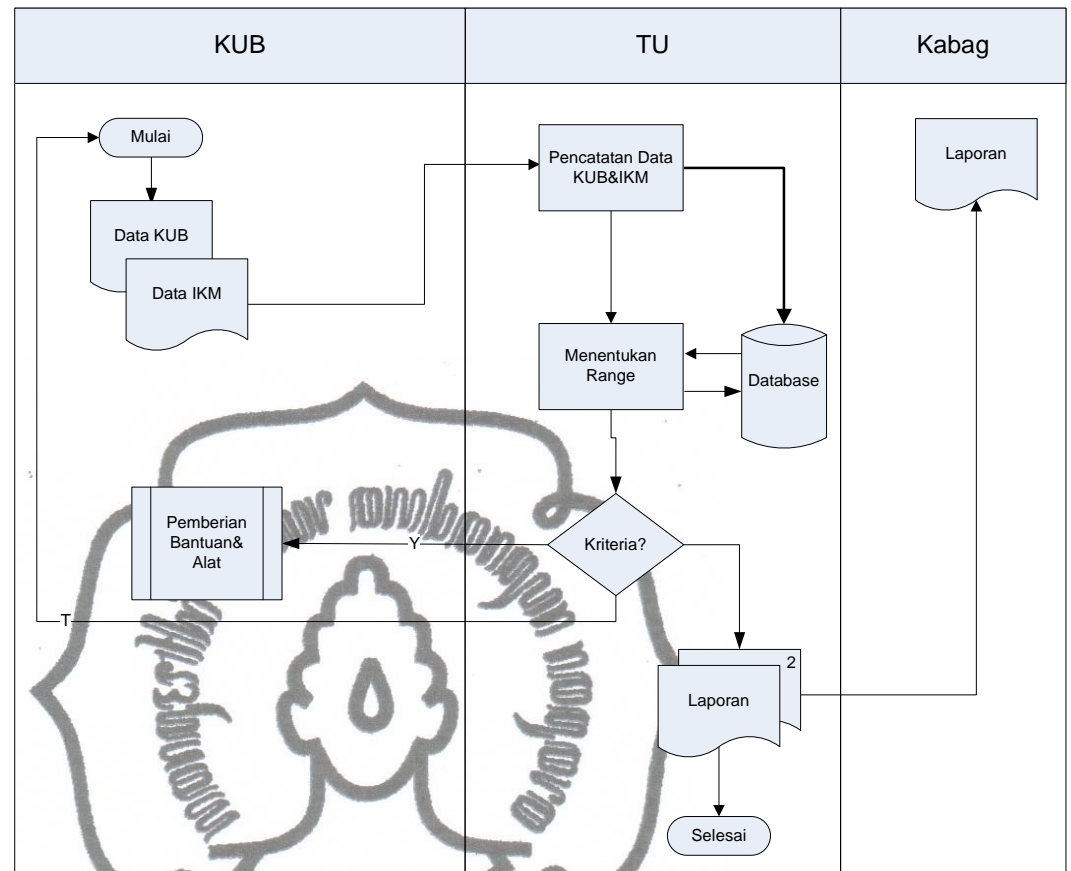 KUB
TU
Kabag
Mulai
Data KUB
Data IKM
Pencatatan Data
KUB&IKM
Laporan
Menentukan
Range
Database
Pemberian
Bantuan&
Alat
Y
Kriteria?
T
2
Laporan
Selesai